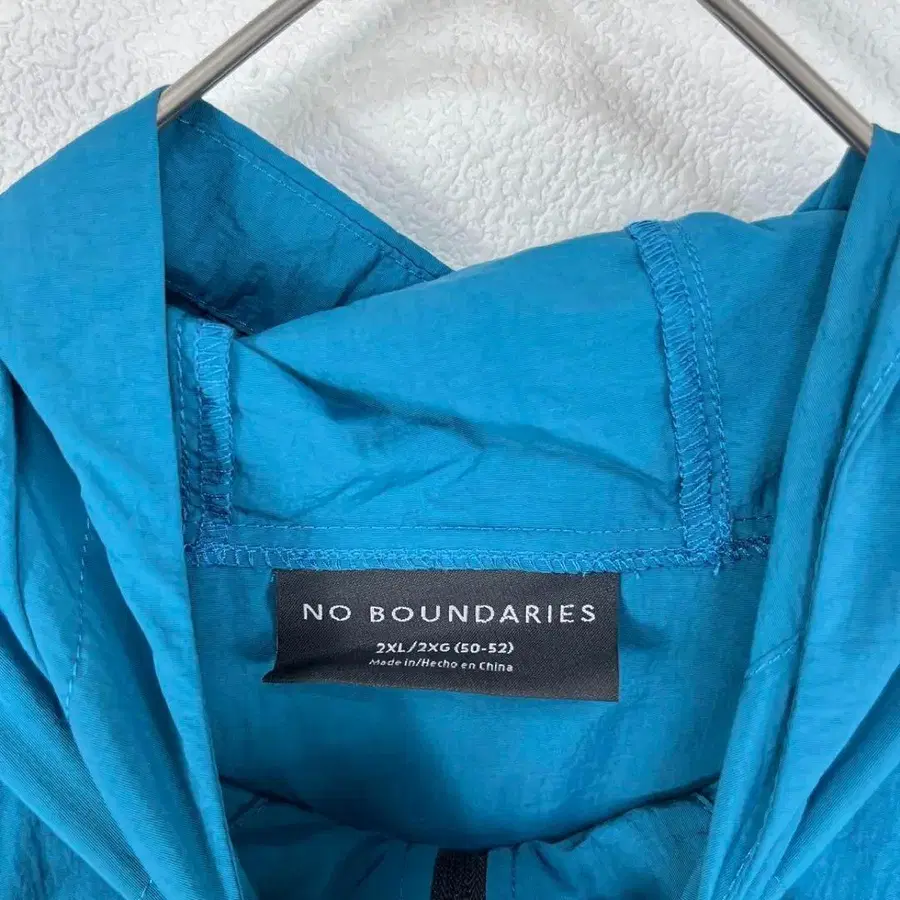 NO BOUNDARIES
2XL/2XG (50-52)
Made in/Hecho en China